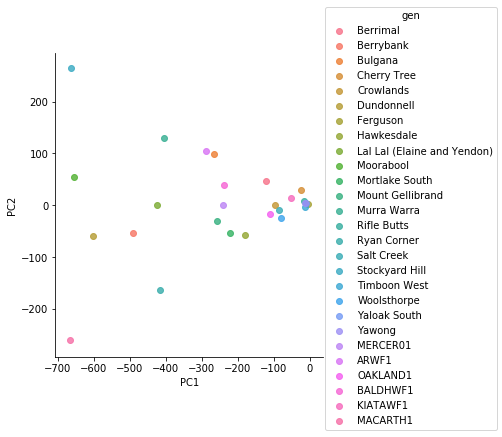 gen
Berrimal
Berrybank
Bulgana
Cherry Tree
Crowlands
Dundonnell
Ferguson
Hawkesdale
Lal Lal (Elaine and Yendon)
Moorabool
Mortlake South
Mount Gellibrand
Murra Warra
Rifle Butts
Ryan Corner
Salt Creek
Stockyard Hill
Timboon West
Woolsthorpe
Yaloak South
Yawong
MERCER01
ARWF1
OAKLAND1
BALDHWF1
KIATAWF1
MACARTH1
PC2
200
100
0
−100
−200
−700 −600 −500 −400 −300 −200 −100 0
PC1